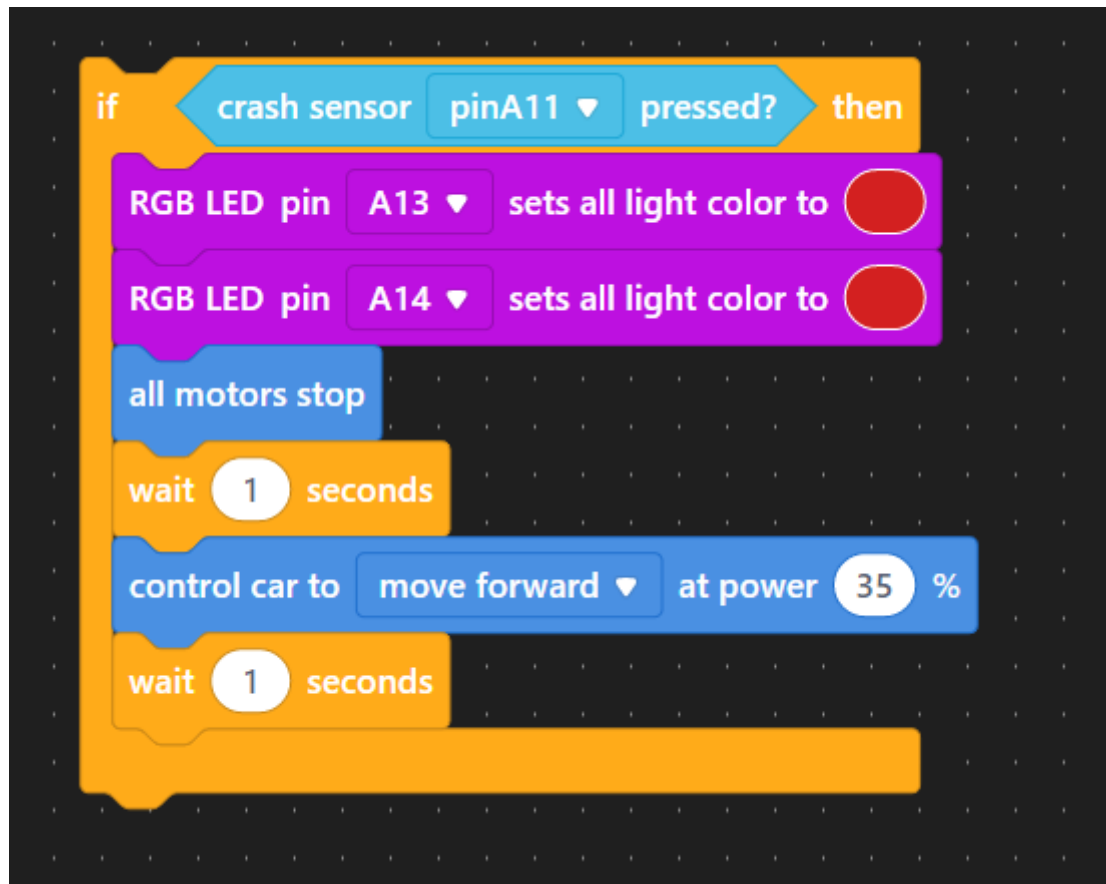 if crash sensor pinA11 pressed? then
RGB LED pin A13 sets all light color to
RGB LED pin A14 sets all light color to
all motors stop
wait 1 seconds
control car to move forward at power 35 %
wait 1 seconds